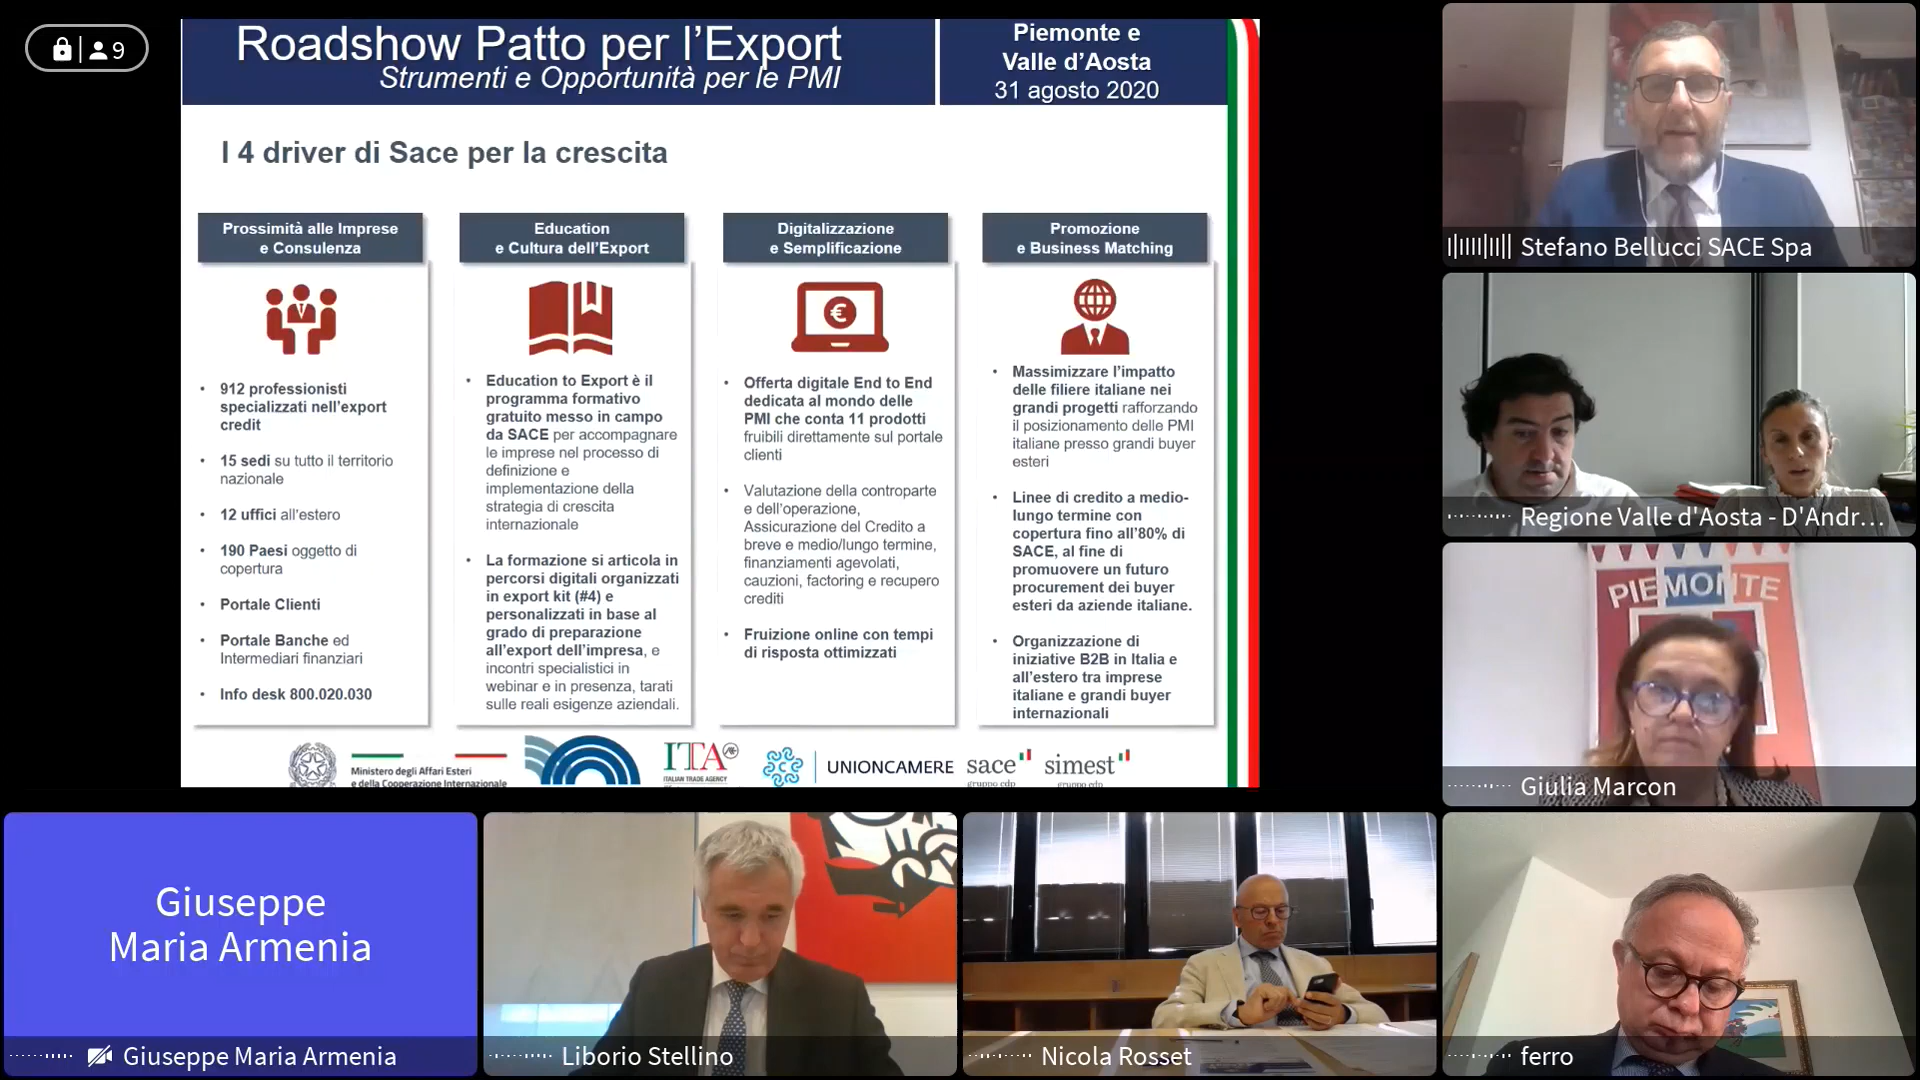 9
Roadshow Patto per l'Export
Strumenti e Opportunità per le PMI
Piemonte e
Valle d'Aosta
31 agosto 2020
I 4 driver di Sace per la crescita
Prossimità alle Imprese
e Consulenza
• 912 professionisti
specializzati nell'export
credit
• 15 sedi su tutto il territorio
nazionale
• 12 uffici all'estero
• 190 Paesi oggetto di
copertura
• Portale Clienti
• Portale Banche ed
Intermediari finanziari
• Info desk 800.020.030
Education
e Cultura dell'Export
• Education to Export è il
programma formativo
gratuito messo in campo
da SACE per accompagnare
le imprese nel processo di
definizione e
implementazione della
strategia di crescita
internazionale
• La formazione si articola in
percorsi digitali organizzati
in export kit (#4) e
personalizzati in base al
grado di preparazione
all'export dell'impresa, e
incontri specialistici in
webinar e in presenza, tarati
sulle reali esigenze aziendali.
Digitalizzazione
e Semplificazione
€
• Offerta digitale End to End
dedicata al mondo delle
PMI che conta 11 prodotti
fruibili direttamente sul portale
clienti
• Valutazione della controparte
e dell'operazione,
Assicurazione del Credito a
breve e medio/lungo termine,
finanziamenti agevolati,
cauzioni, factoring e recupero
crediti
• Fruizione online con tempi
di risposta ottimizzati
Promozione
e Business Matching
• Massimizzare l'impatto
delle filiere italiane nei
grandi progetti rafforzando
il posizionamento delle PMI
italiane presso grandi buyer
esteri
• Linee di credito a medio-
lungo termine con
copertura fino all'80% di
SACE, al fine di
promuovere un futuro
procurement dei buyer
esteri da aziende italiane.
• Organizzazione di
iniziative B2B in Italia e
all'estero tra imprese
italiane e grandi buyer
internazionali
Ministero degli Affari Esteri
e della Cooperazione Internazionale
ITA
ITALIAN TRADE AGENCY
UNIONCAMERE
sace
gruppo cdp
simest
gruppo cdp
Stefano Bellucci SACE Spa
Regione Valle d'Aosta - D'Andr...
PIEMONTE
Giulia Marcon
Giuseppe
Maria Armenia
Giuseppe Maria Armenia
Liborio Stellino
Nicola Rosset
ferro